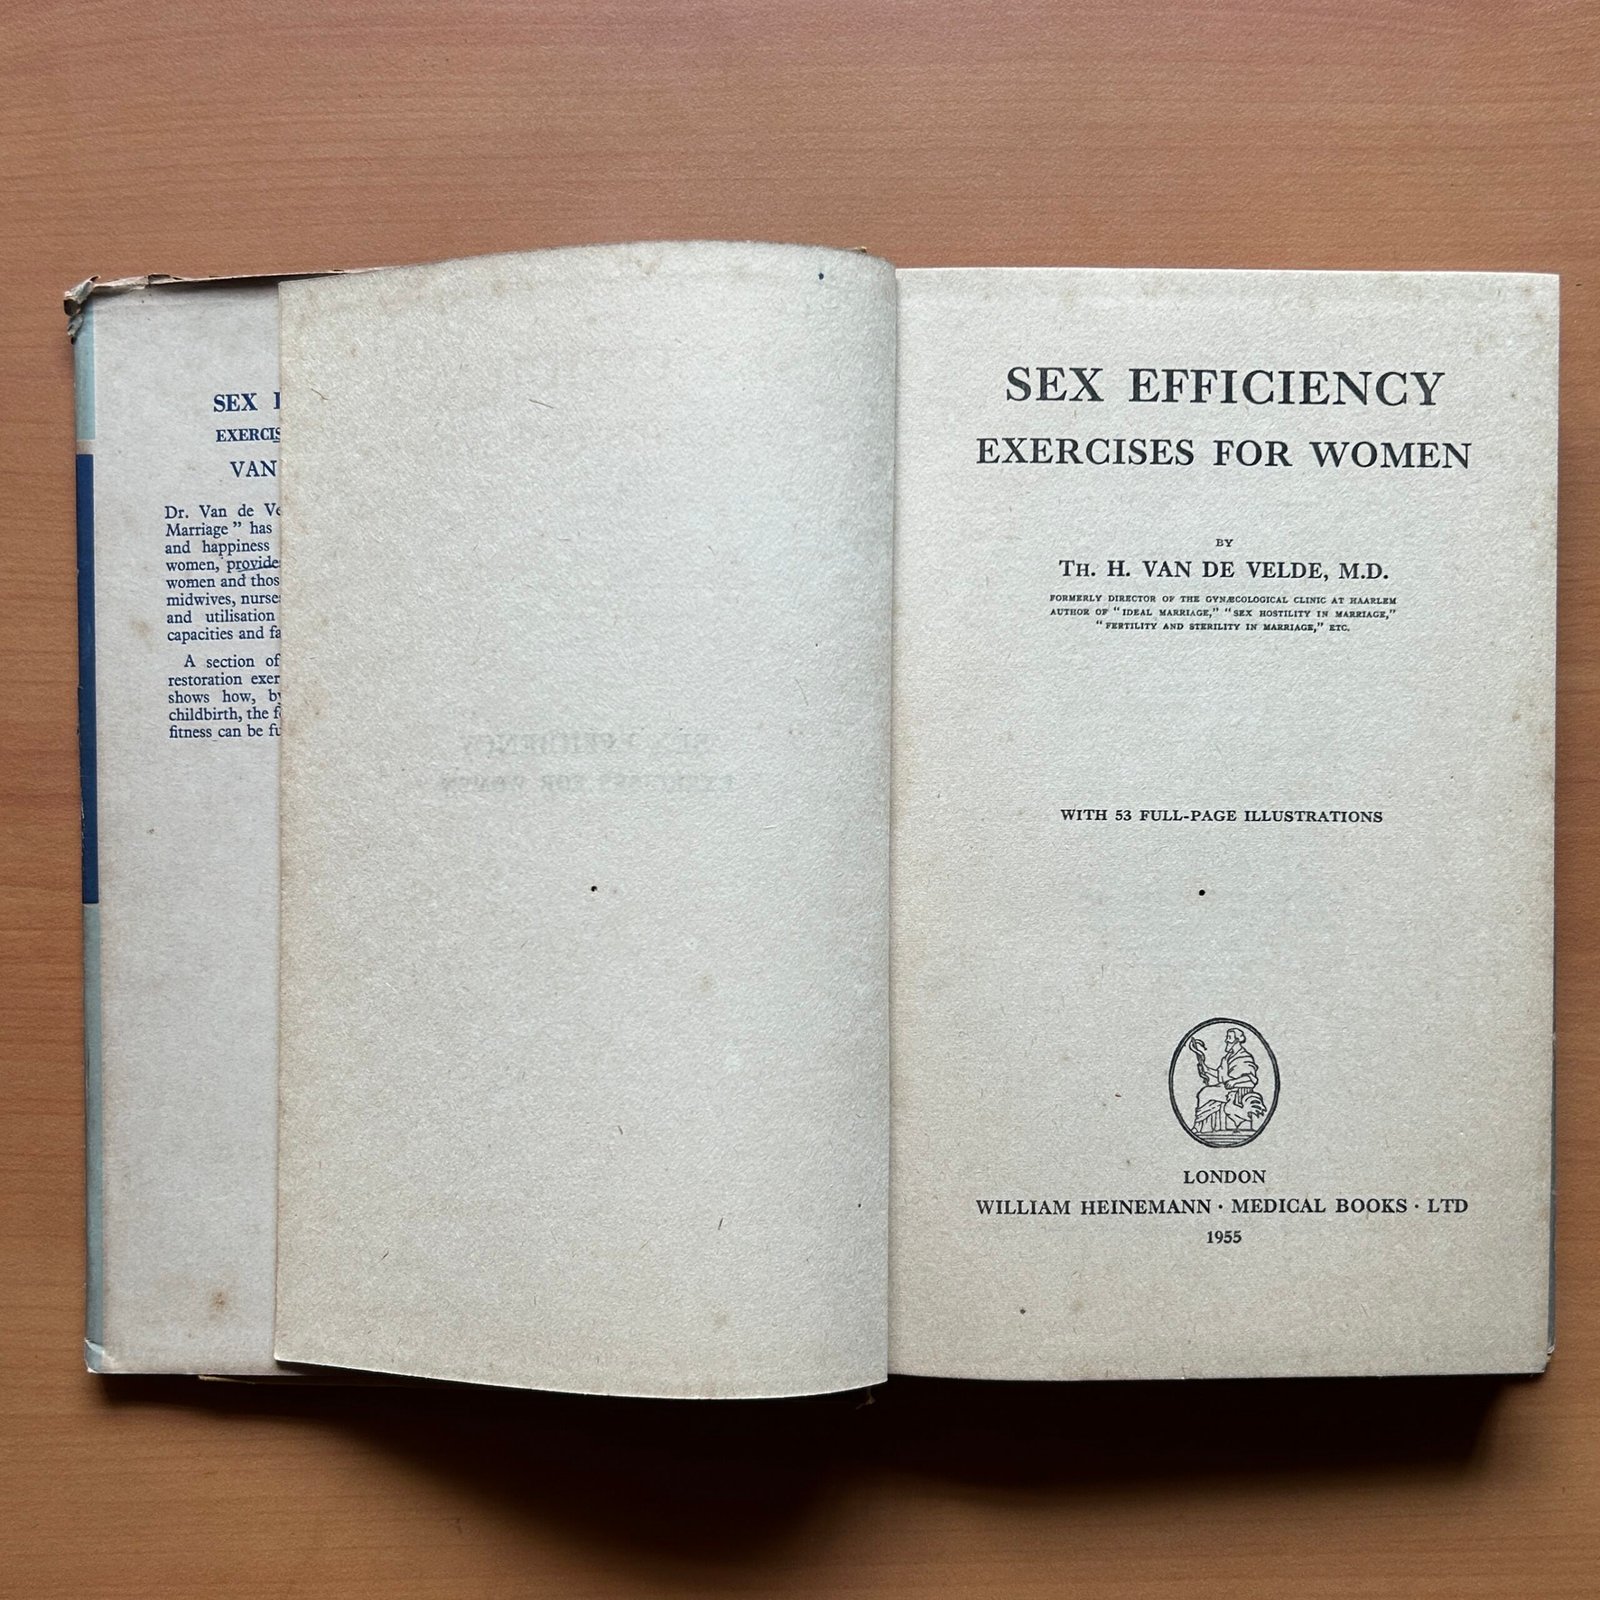 SEX
EXERCIS
VAN
Dr. Van de Ve
Marriage" has
and happiness
women, provide
women and thos
midwives, nurse
and utilisation
capacities and fa
A section of
restoration exer
shows how, by
childbirth, the f
fitness can be fu
SEX EFFICIENCY
EXERCISES FOR WOMEN
BY
TH. H. VAN DE VELDE, M.D.
FORMERLY DIRECTOR OF THE GYNÆCOLOGICAL CLINIC AT HAARLEM
AUTHOR OF "IDEAL MARRIAGE," "SEX HOSTILITY IN MARRIAGE,"
"FERTILITY AND STERILITY IN MARRIAGE," ETC.
WITH 53 FULL-PAGE ILLUSTRATIONS
LONDON
WILLIAM HEINEMANN · MEDICAL BOOKS · LTD
1955